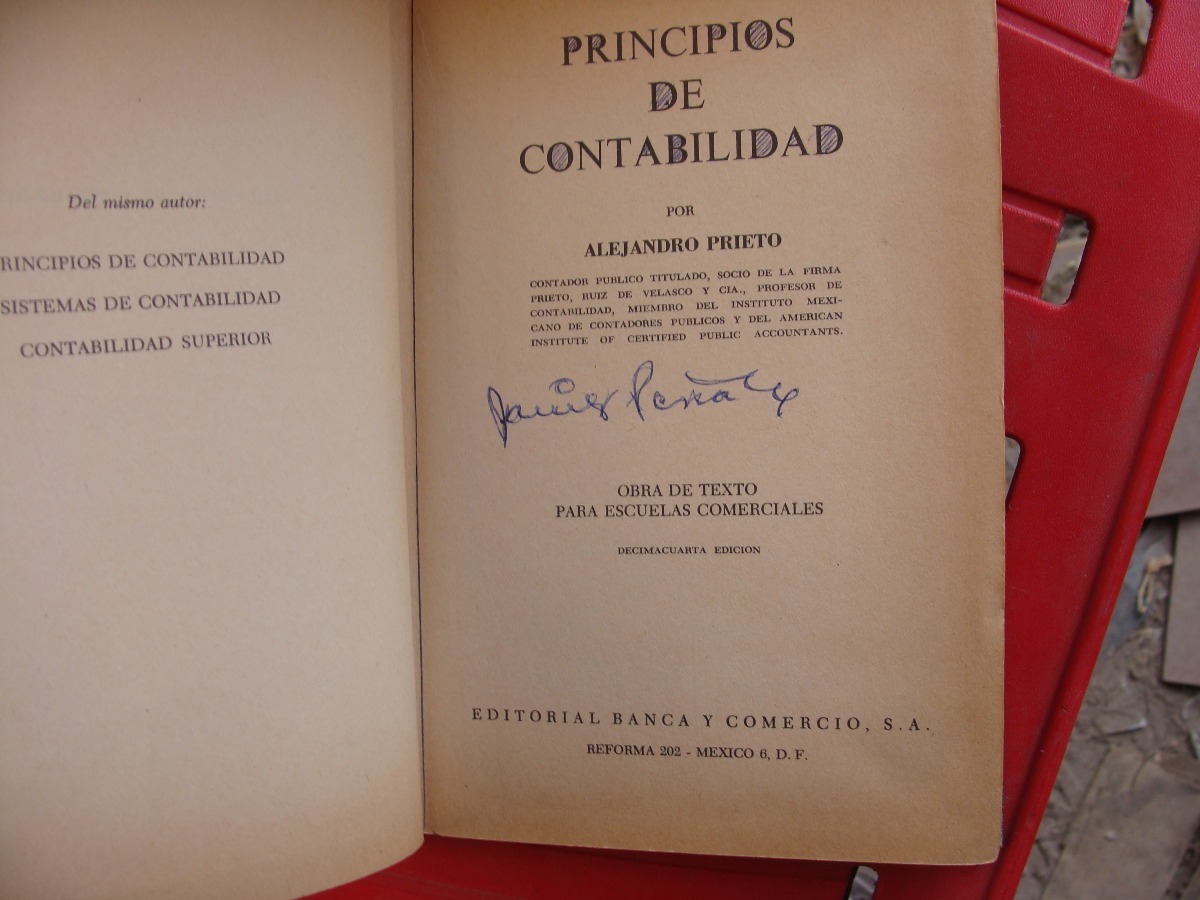 Del mismo autor:
RINCIPIOS DE CONTABILIDAD
SISTEMAS DE CONTABILIDAD
CONTABILIDAD SUPERIOR
PRINCIPIOS
DE
CONTABILIDAD
POR
ALEJANDRO PRIETO
CONTADOR PUBLICO TITULADO, SOCIO DE LA FIRMA
PRIETO, RUIZ DE VELASCO Y CIA., PROFESOR DE
CONTABILIDAD, MIEMBRO DEL INSTITUTO MEXI-
CANO DE CONTADORES PUBLICOS Y DEL AMERICAN
INSTITUTE OF CERTIFIED PUBLIC ACCOUNTANTS.
OBRA DE TEXTO
PARA ESCUELAS COMERCIALES
DECIMACUARTA EDICION
EDITORIAL BANCA Y COMERCIO, S.A.
REFORMA 202 - MEXICO 6, D. F.